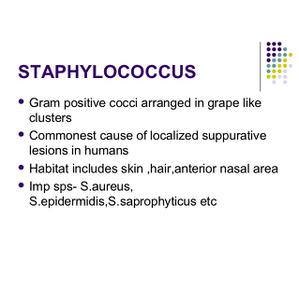 STAPHYLOCOCCUS
Gram positive cocci arranged in grape like
clusters
Commonest cause of localized suppurative
lesions in humans
Habitat includes skin ,hair,anterior nasal area
Imp sps- S.aureus,
S.epidermidis,S.saprophyticus etc